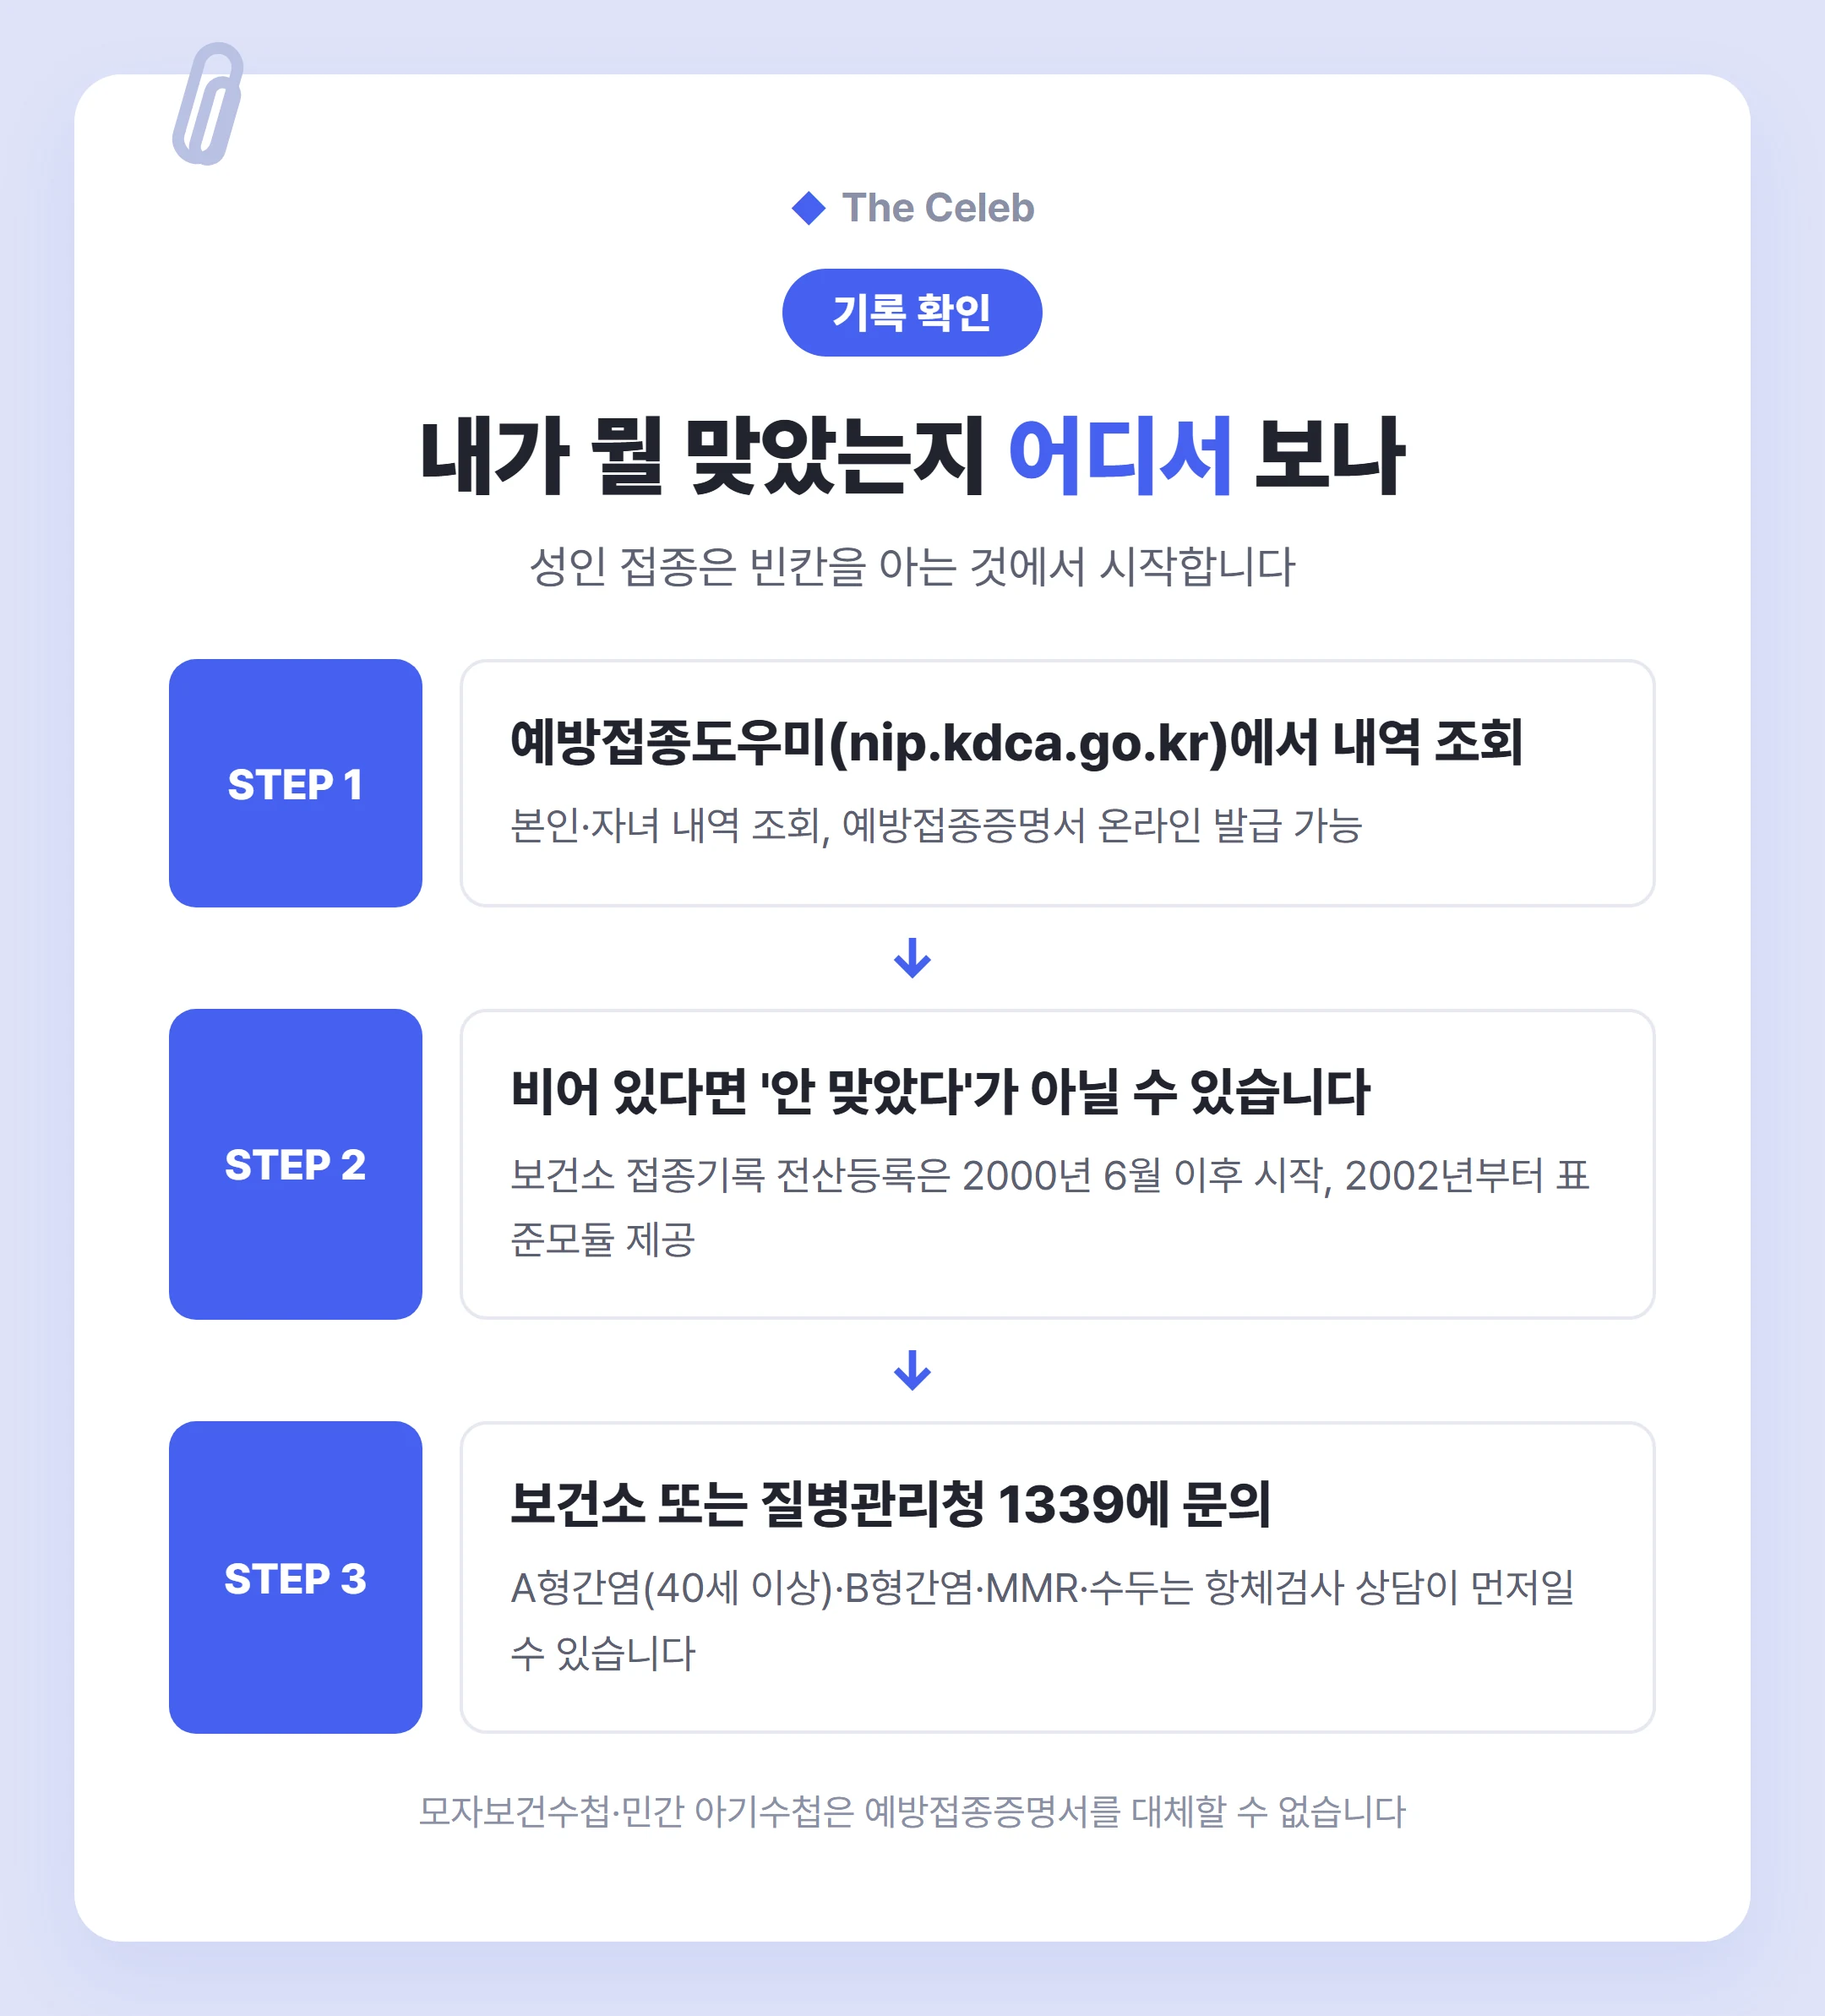 The Celeb
기록 확인
내가 뭘 맞았는지 어디서 보나
성인 접종은 빈칸을 아는 것에서 시작합니다
STEP 1
예방접종도우미(nip.kdca.go.kr)에서 내역 조회
본인·자녀 내역 조회, 예방접종증명서 온라인 발급 가능
↓
STEP 2
비어 있다면 '안 맞았다'가 아닐 수 있습니다
보건소 접종기록 전산등록은 2000년 6월 이후 시작, 2002년부터 표
준모듈 제공
↓
STEP 3
보건소 또는 질병관리청 1339에 문의
A형간염(40세 이상)·B형간염·MMR·수두는 항체검사 상담이 먼저일
수 있습니다
모자보건수첩·민간 아기수첩은 예방접종증명서를 대체할 수 없습니다